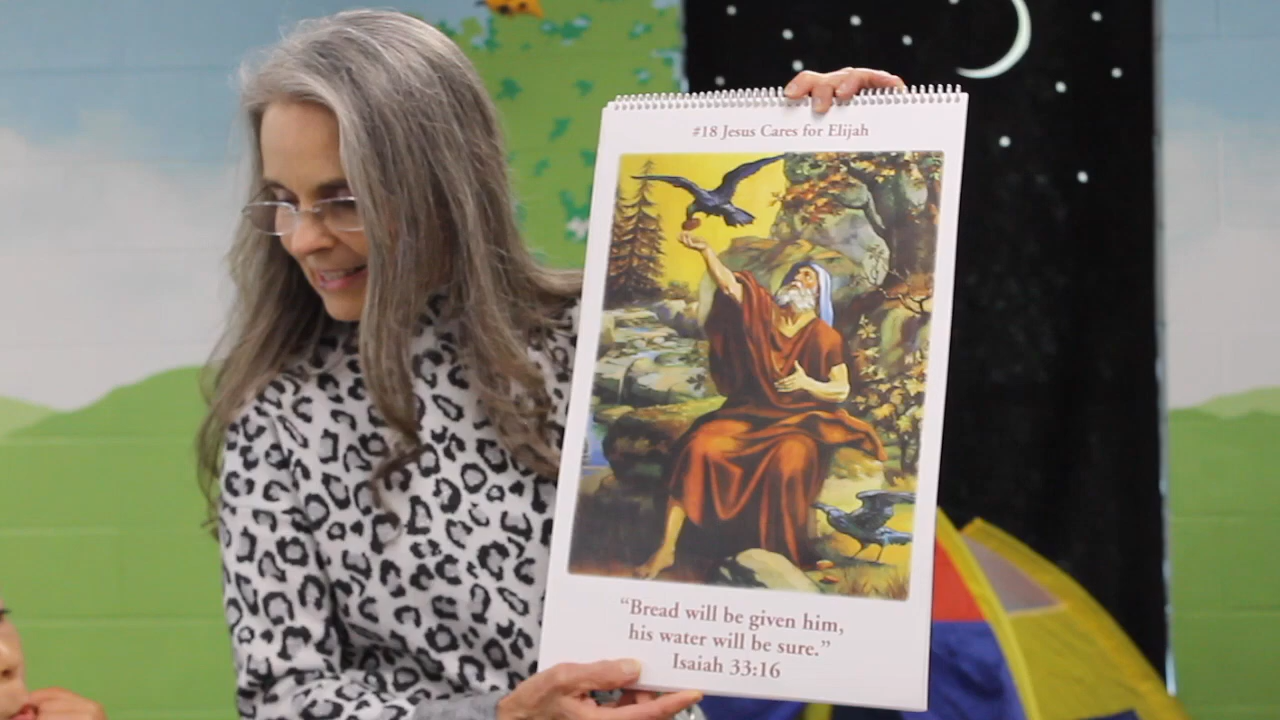 #18 Jesus Cares for Elijah
“Bread will be given him,
his water will be sure.”
Isaiah 33:16